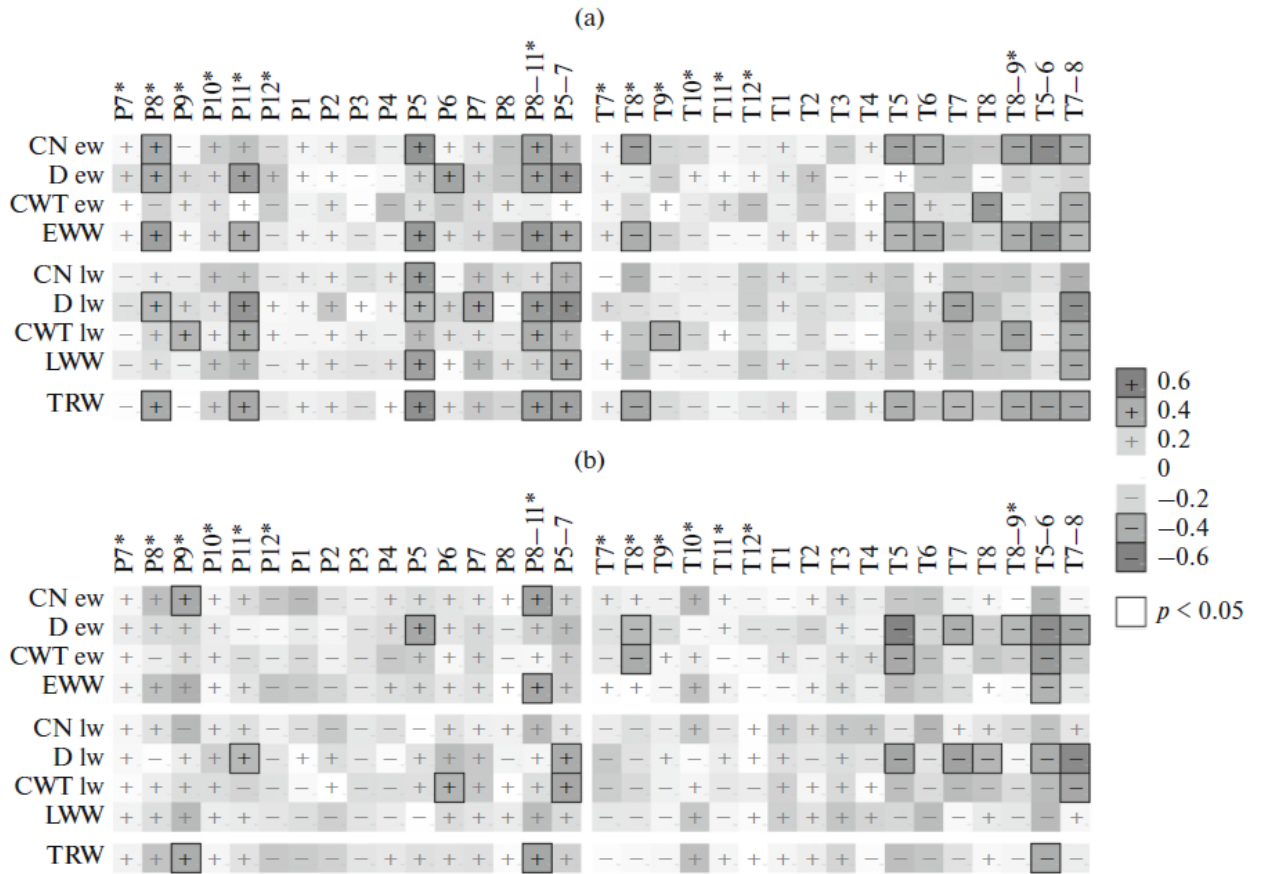 (a)
P7* P8* P9* P10* P11* P12* P1 P2 P3 P4 P5 P6 P7 P8 P8–11* P5–7 T7* T8* T9* T10* T11* T12* T1 T2 T3 T4 T5 T6 T7 T8 T8–9* T5–6 T7–8
CN ew
D ew
CWT ew
EWW
CN lw
D lw
CWT lw
LWW
TRW
(b)
P7* P8* P9* P10* P11* P12* P1 P2 P3 P4 P5 P6 P7 P8 P8–11* P5–7 T7* T8* T9* T10* T11* T12* T1 T2 T3 T4 T5 T6 T7 T8 T8–9* T5–6 T7–8
CN ew
D ew
CWT ew
EWW
CN lw
D lw
CWT lw
LWW
TRW
+ 0.6
+ 0.4
+ 0.2
0
− −0.2
− −0.4
− −0.6
p < 0.05